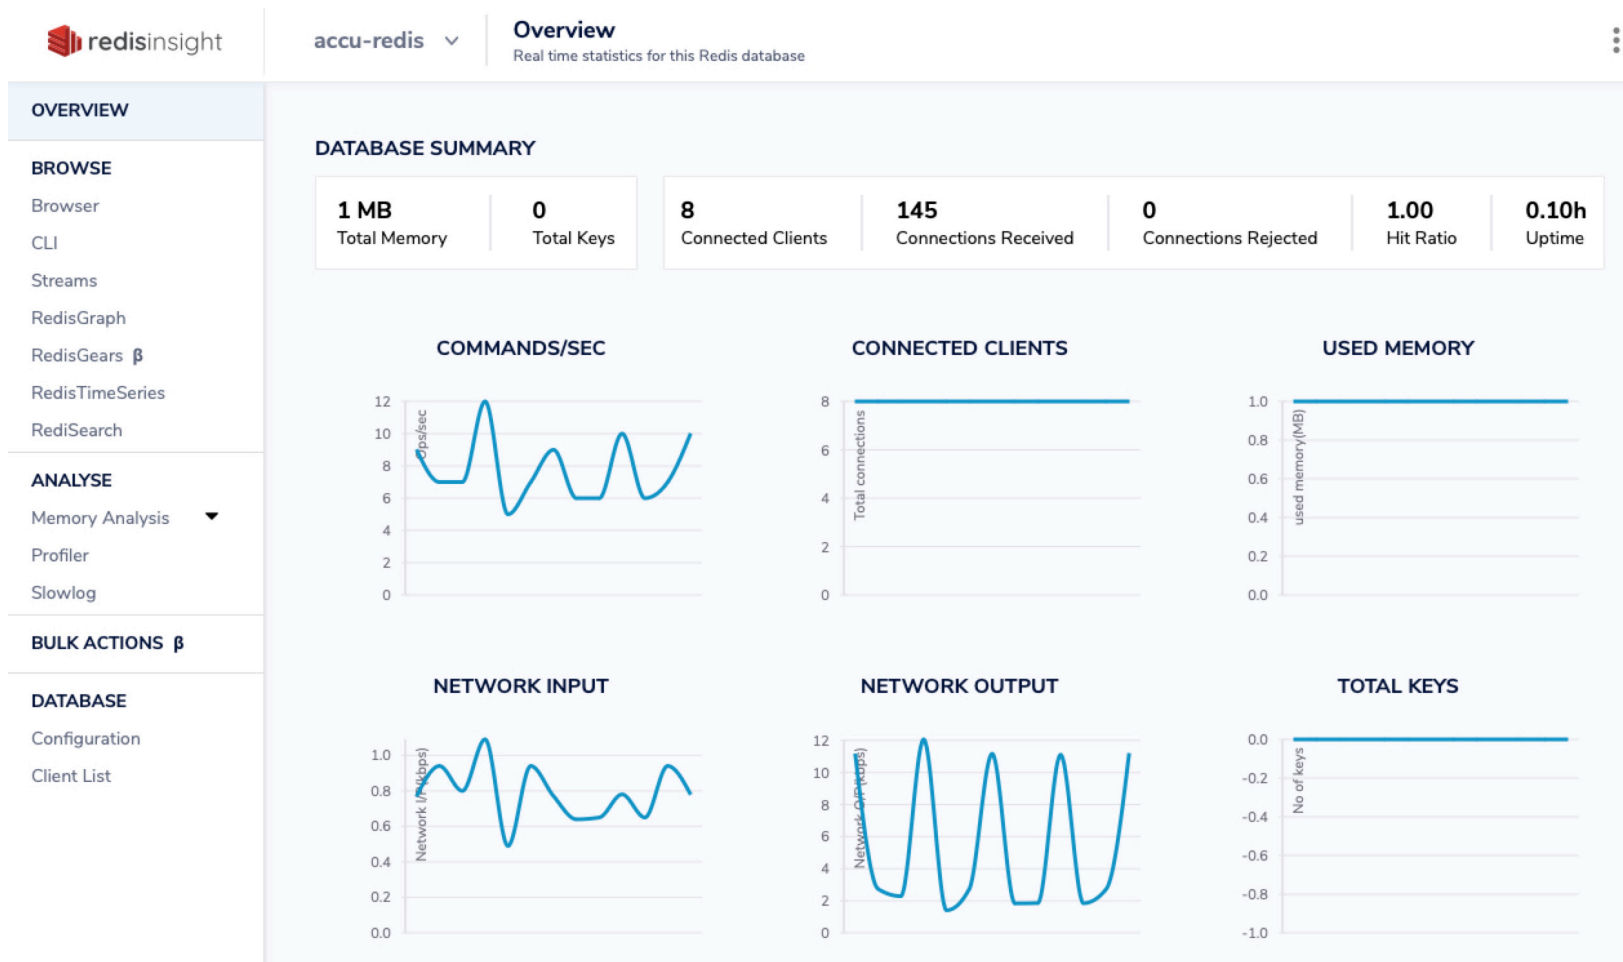 redisinsight
accu-redis
Overview
Real time statistics for this Redis database
OVERVIEW
BROWSE
Browser
CLI
Streams
RedisGraph
RedisGears β
RedisTimeSeries
RediSearch
ANALYSE
Memory Analysis
Profiler
Slowlog
BULK ACTIONS β
DATABASE
Configuration
Client List
DATABASE SUMMARY
1 MB
Total Memory
0
Total Keys
8
Connected Clients
145
Connections Received
0
Connections Rejected
1.00
Hit Ratio
0.10h
Uptime
COMMANDS/SEC
12
10
8
6
4
2
0
Ops/sec
CONNECTED CLIENTS
8
6
4
2
0
Total connections
USED MEMORY
1.0
0.8
0.6
0.4
0.2
0.0
used memory(MB)
NETWORK INPUT
1.0
0.8
0.6
0.4
0.2
0.0
Network I/P(kbps)
NETWORK OUTPUT
12
10
8
6
4
2
0
Network O/P(kbps)
TOTAL KEYS
0.0
-0.2
-0.4
-0.6
-0.8
-1.0
No of keys